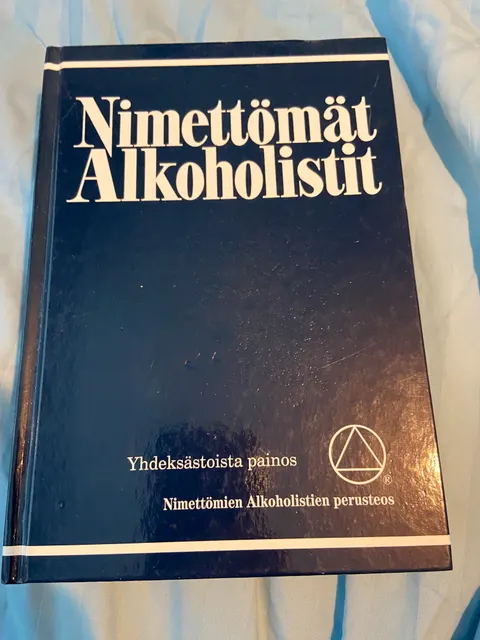 Nimettömät
Alkoholistit
Yhdeksästoista painos
®
Nimettömien Alkoholistien perusteos